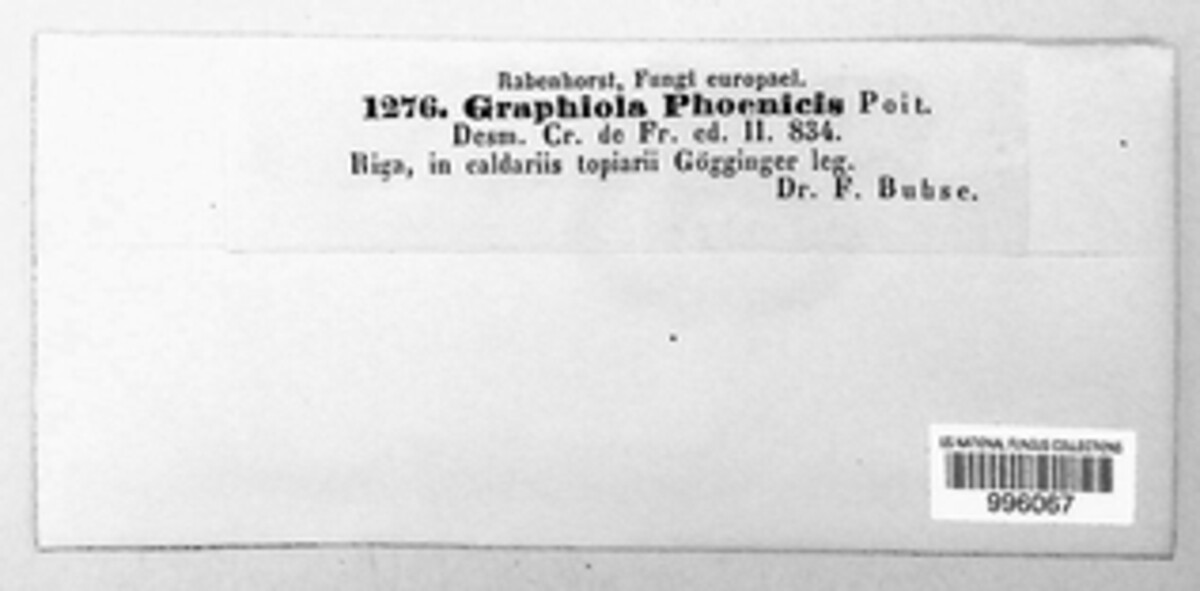 Rabenhorst, Fungi europaei.
1276. Graphiola Phoenicis Poit.
Desm. Cr. de Fr. ed. II. 834.
Riga, in caldariis topiarii Gögginger leg.
Dr. F. Buhse.
US NATIONAL FUNGUS COLLECTIONS
996067